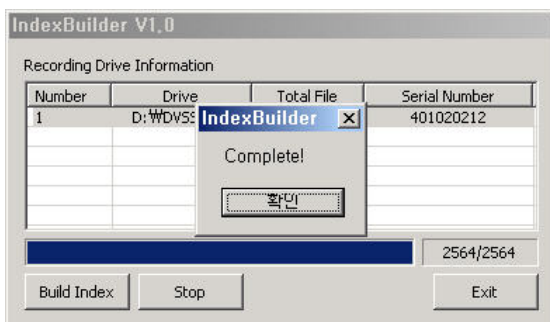 IndexBuilder V1.0
Recording Drive Information
Number Drive Total File Serial Number
1 D:₩DVSS 401020212
IndexBuilder
Complete!
확인
2564/2564
Build Index Stop Exit